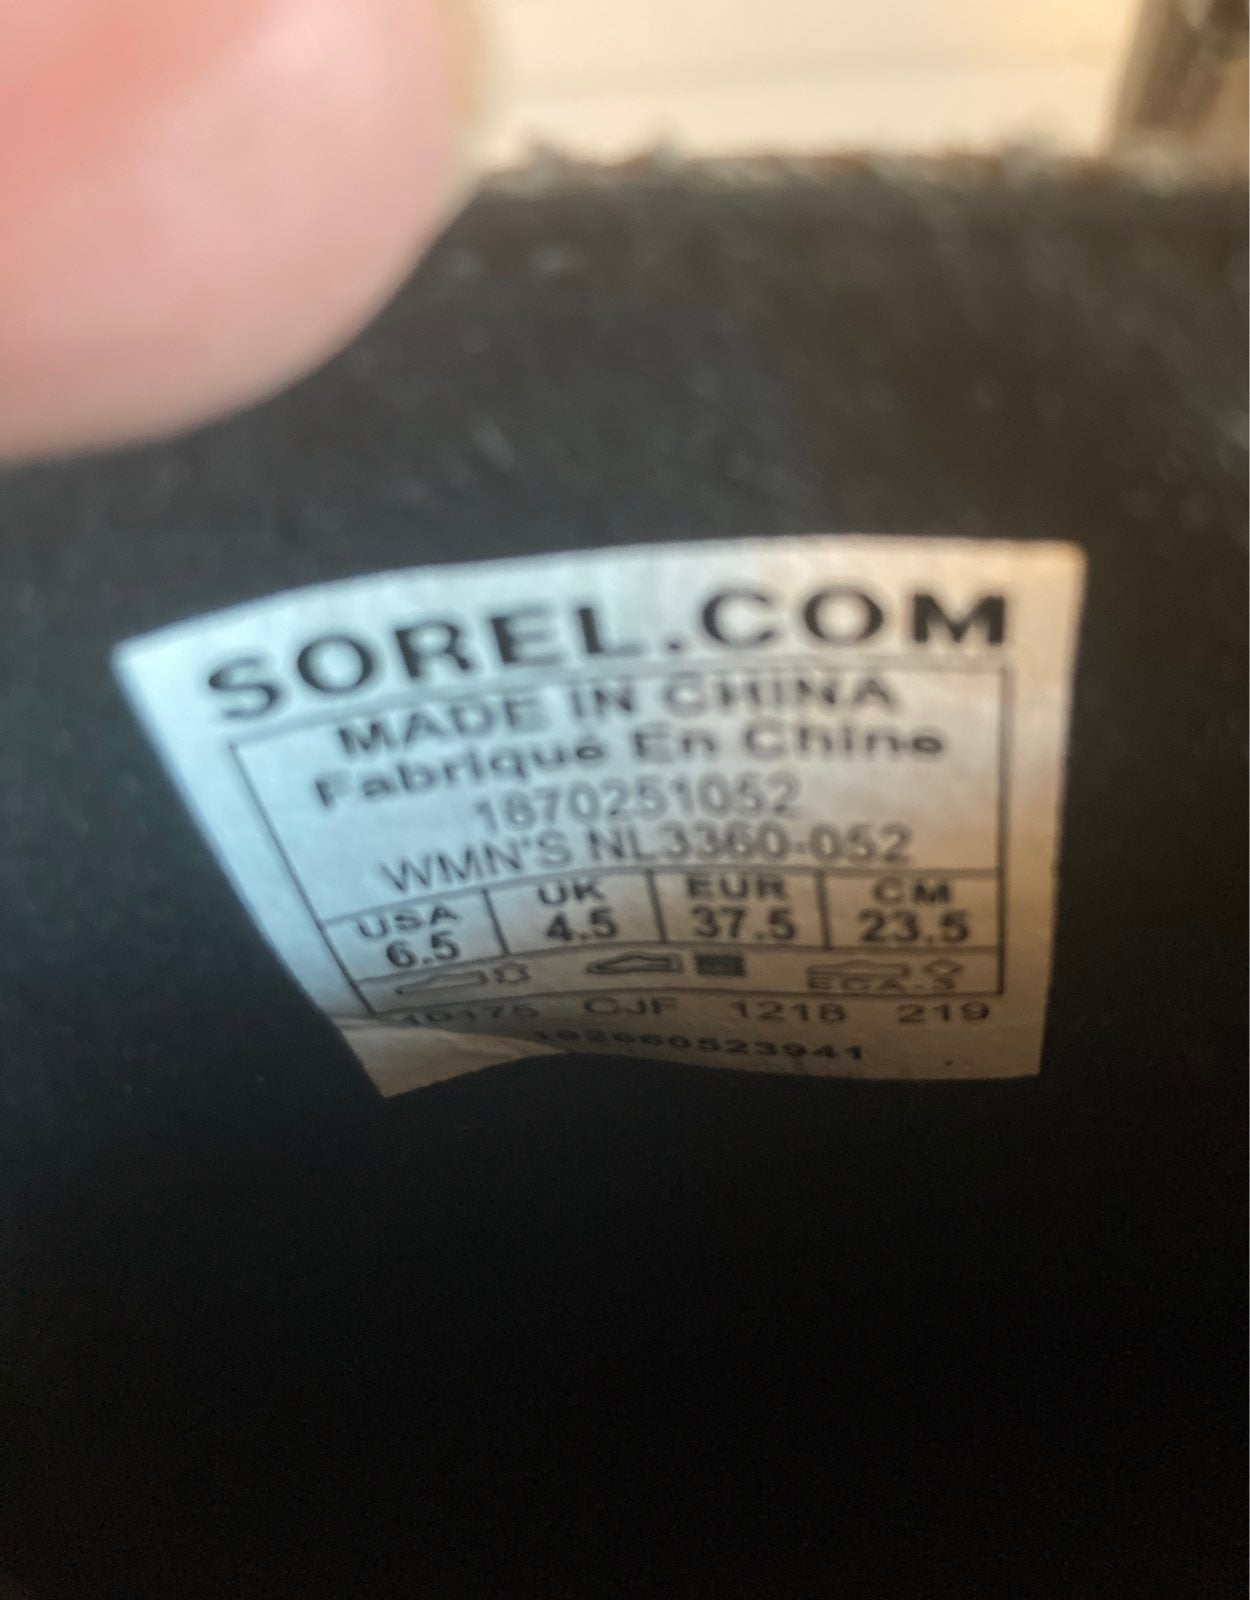 SOREL.COM
MADE IN CHINA
Fabriqué En Chine
1870251052
WMN'S NL3360-052
USA UK EUR CM
6.5 4.5 37.5 23.5
CJF 1218 219
192660523941